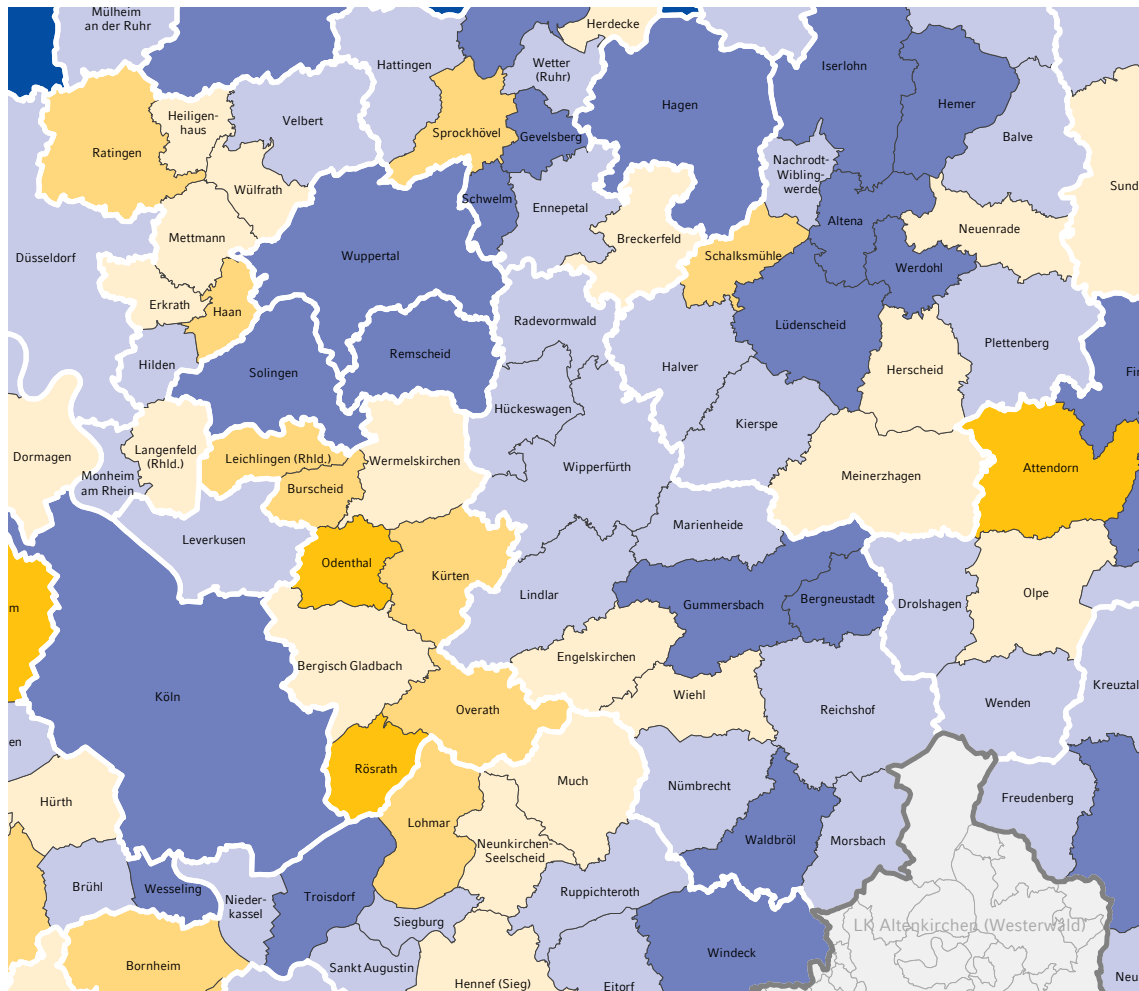 Mülheim
an der Ruhr
Herdecke
Hattingen
Wetter
(Ruhr)
Iserlohn
Hagen
Hemer
Heiligen-
haus
Velbert
Sprockhövel
Gevelsberg
Balve
Ratingen
Nachrodt-
Wibling-
werde
Wülfrath
Schwelm
Ennepetal
Sund
Altena
Mettmann
Breckerfeld
Neuenrade
Düsseldorf
Wuppertal
Schalksmühle
Werdohl
Erkrath
Haan
Radevormwald
Lüdenscheid
Plettenberg
Hilden
Solingen
Remscheid
Halver
Herscheid
Fin
Hückeswagen
Kierspe
Dormagen
Langenfeld
(Rhld.)
Leichlingen (Rhld.)
Wermelskirchen
Wipperfürth
Meinerzhagen
Attendorn
Monheim
am Rhein
Burscheid
Marienheide
Leverkusen
Odenthal
Kürten
Lindlar
Gummersbach
Bergneustadt
Drolshagen
Olpe
m
Bergisch Gladbach
Engelskirchen
Köln
Wiehl
Kreuztal
Overath
Reichshof
Wenden
en
Rösrath
Much
Nümbrecht
Hürth
Freudenberg
Lohmar
Neunkirchen-
Seelscheid
Waldbröl
Morsbach
Brühl
Wesseling
Nieder-
kassel
Troisdorf
Ruppichteroth
Siegburg
LK Altenkirchen (Westerwald)
Bornheim
Sankt Augustin
Windeck
Hennef (Sieg)
Eitorf
Neu